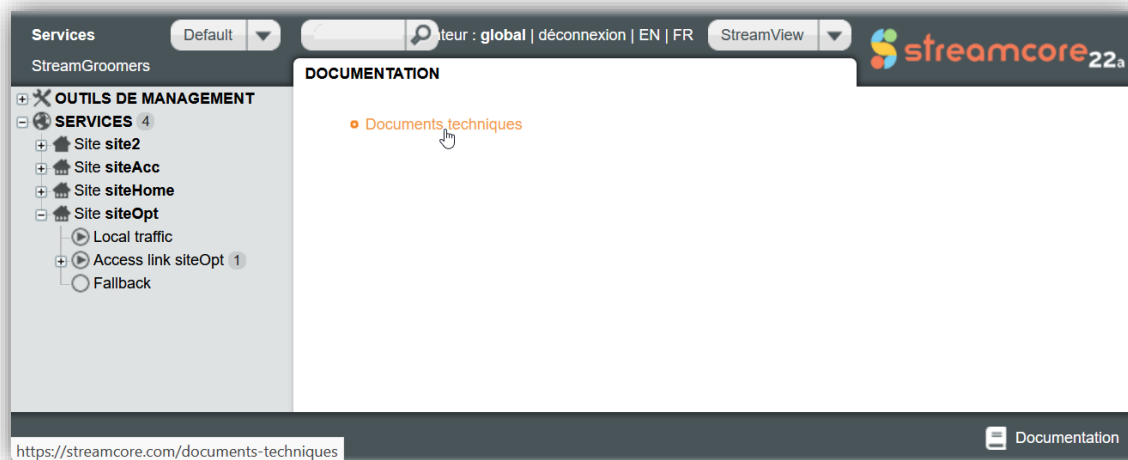 Services
Default
teur : global | déconnexion | EN | FR
StreamView
streamcore22a
StreamGroomers
DOCUMENTATION
OUTILS DE MANAGEMENT
SERVICES 4
Site site2
Site siteAcc
Site siteHome
Site siteOpt
Local traffic
Access link siteOpt 1
Fallback
Documents techniques
Documentation
https://streamcore.com/documents-techniques